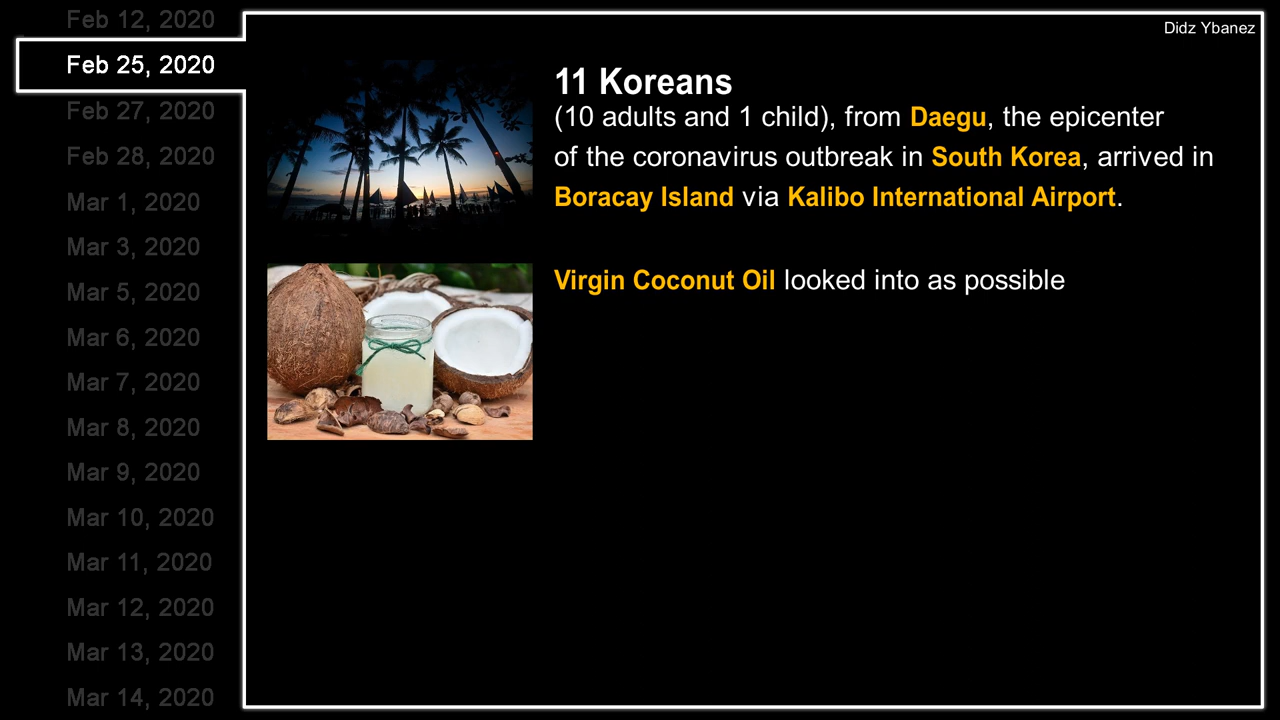 Feb 12, 2020
Feb 25, 2020
Feb 27, 2020
Feb 28, 2020
Mar 1, 2020
Mar 3, 2020
Mar 5, 2020
Mar 6, 2020
Mar 7, 2020
Mar 8, 2020
Mar 9, 2020
Mar 10, 2020
Mar 11, 2020
Mar 12, 2020
Mar 13, 2020
Mar 14, 2020
Didz Ybanez
11 Koreans
(10 adults and 1 child), from Daegu, the epicenter
of the coronavirus outbreak in South Korea, arrived in
Boracay Island via Kalibo International Airport.
Virgin Coconut Oil looked into as possible